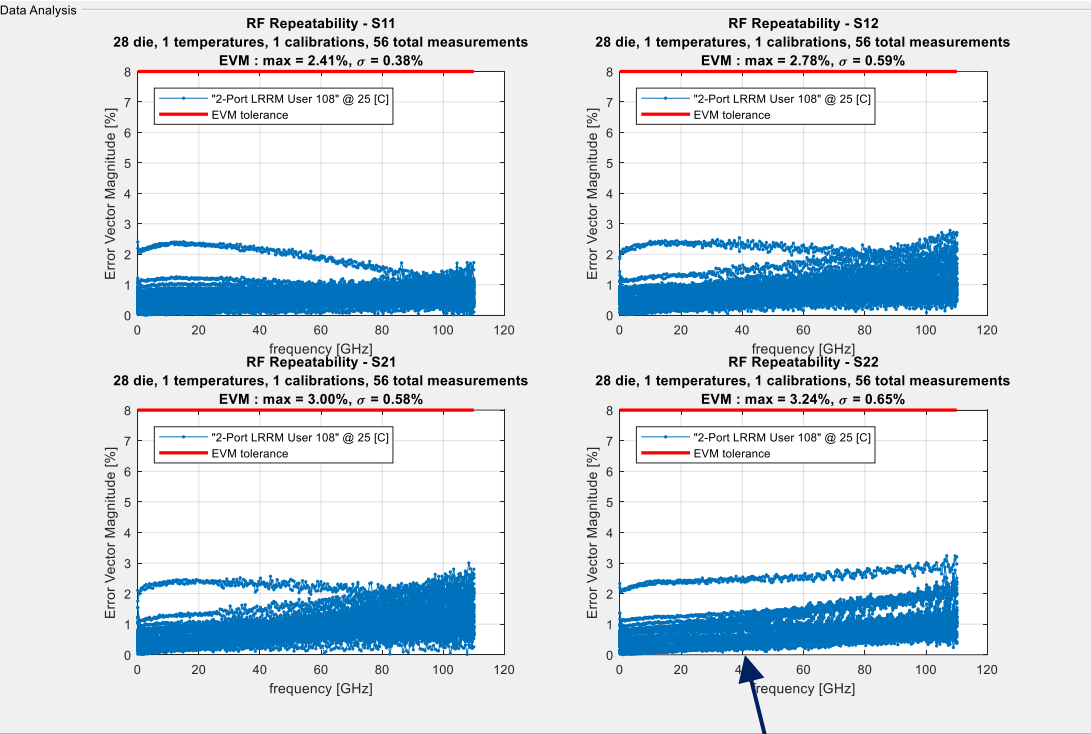 Data Analysis
RF Repeatability - S11
28 die, 1 temperatures, 1 calibrations, 56 total measurements
EVM : max = 2.41%, σ = 0.38%
8
7
6
5
4
3
2
1
0
Error Vector Magnitude [%]
"2-Port LRRM User 108" @ 25 [C]
EVM tolerance
0 20 40 60 80 100 120
frequency [GHz]
RF Repeatability - S12
28 die, 1 temperatures, 1 calibrations, 56 total measurements
EVM : max = 2.78%, σ = 0.59%
8
7
6
5
4
3
2
1
0
Error Vector Magnitude [%]
"2-Port LRRM User 108" @ 25 [C]
EVM tolerance
0 20 40 60 80 100 120
frequency [GHz]
RF Repeatability - S21
28 die, 1 temperatures, 1 calibrations, 56 total measurements
EVM : max = 3.00%, σ = 0.58%
8
7
6
5
4
3
2
1
0
Error Vector Magnitude [%]
"2-Port LRRM User 108" @ 25 [C]
EVM tolerance
0 20 40 60 80 100 120
frequency [GHz]
RF Repeatability - S22
28 die, 1 temperatures, 1 calibrations, 56 total measurements
EVM : max = 3.24%, σ = 0.65%
8
7
6
5
4
3
2
1
0
Error Vector Magnitude [%]
"2-Port LRRM User 108" @ 25 [C]
EVM tolerance
0 20 40 60 80 100 120
frequency [GHz]